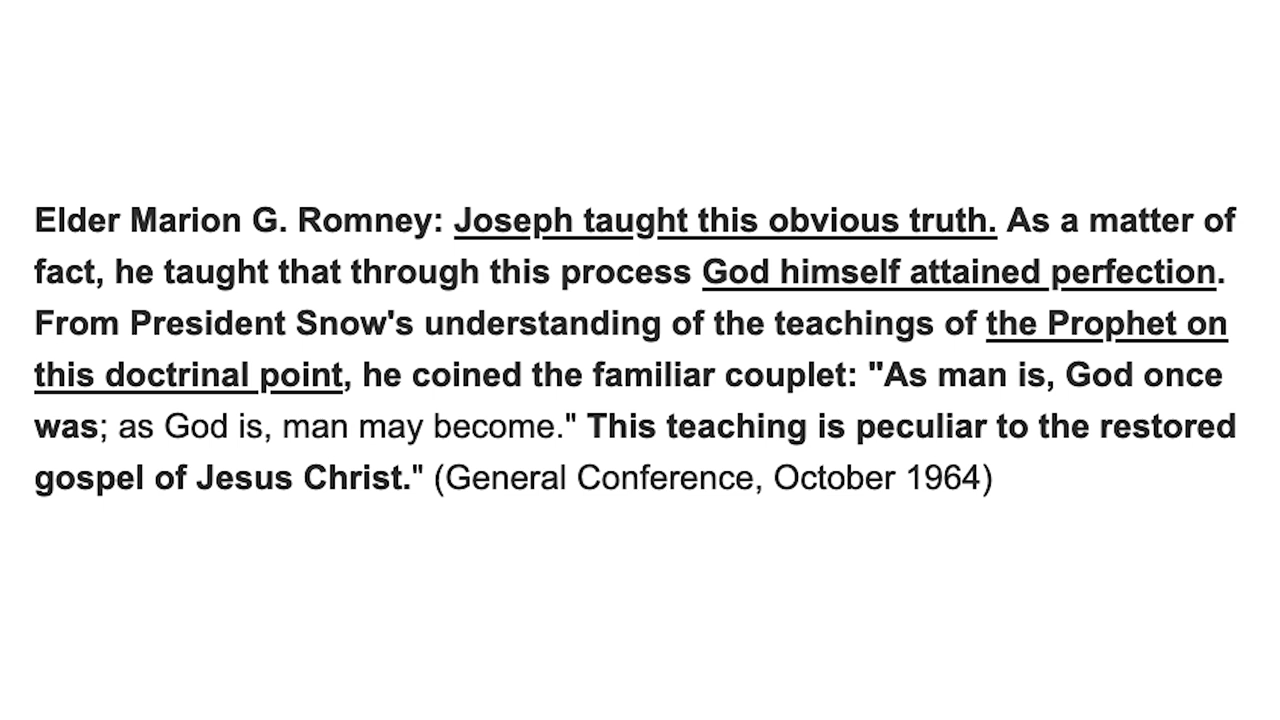 Elder Marion G. Romney: Joseph taught this obvious truth. As a matter of
fact, he taught that through this process God himself attained perfection.
From President Snow's understanding of the teachings of the Prophet on
this doctrinal point, he coined the familiar couplet: "As man is, God once
was; as God is, man may become." This teaching is peculiar to the restored
gospel of Jesus Christ." (General Conference, October 1964)